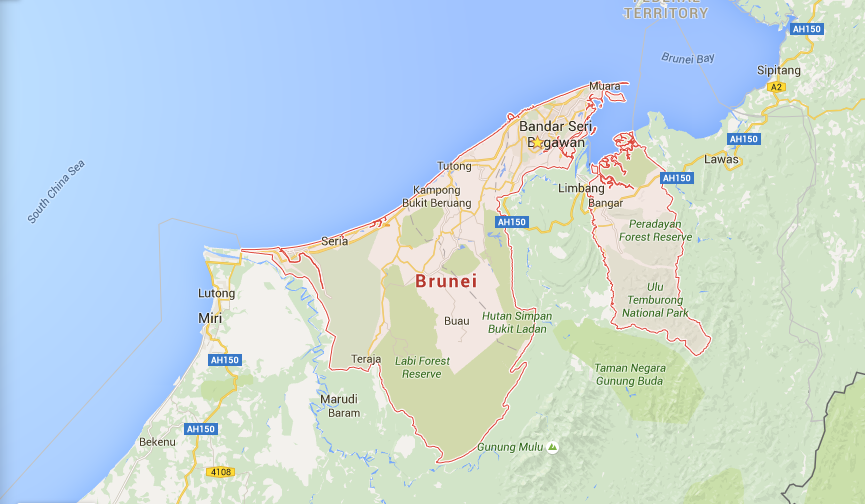 FEDERAL
TERRITORY
AH150
Brunei Bay
Sipitang
A2
Muara
Bandar Seri
Begawan
AH150
Lawas
Tutong
AH150
Limbang
Kampong
Bukit Beruang
Bangar
AH150
Peradayan
Forest Reserve
South China Sea
Seria
Brunei
Lutong
Ulu
Temburong
National Park
Miri
Buau
Hutan Simpan
Bukit Ladan
AH150
Teraja
Labi Forest
Reserve
Taman Negara
Gunung Buda
Marudi
Baram
AH150
Bekenu
Gunung Mulu
4108